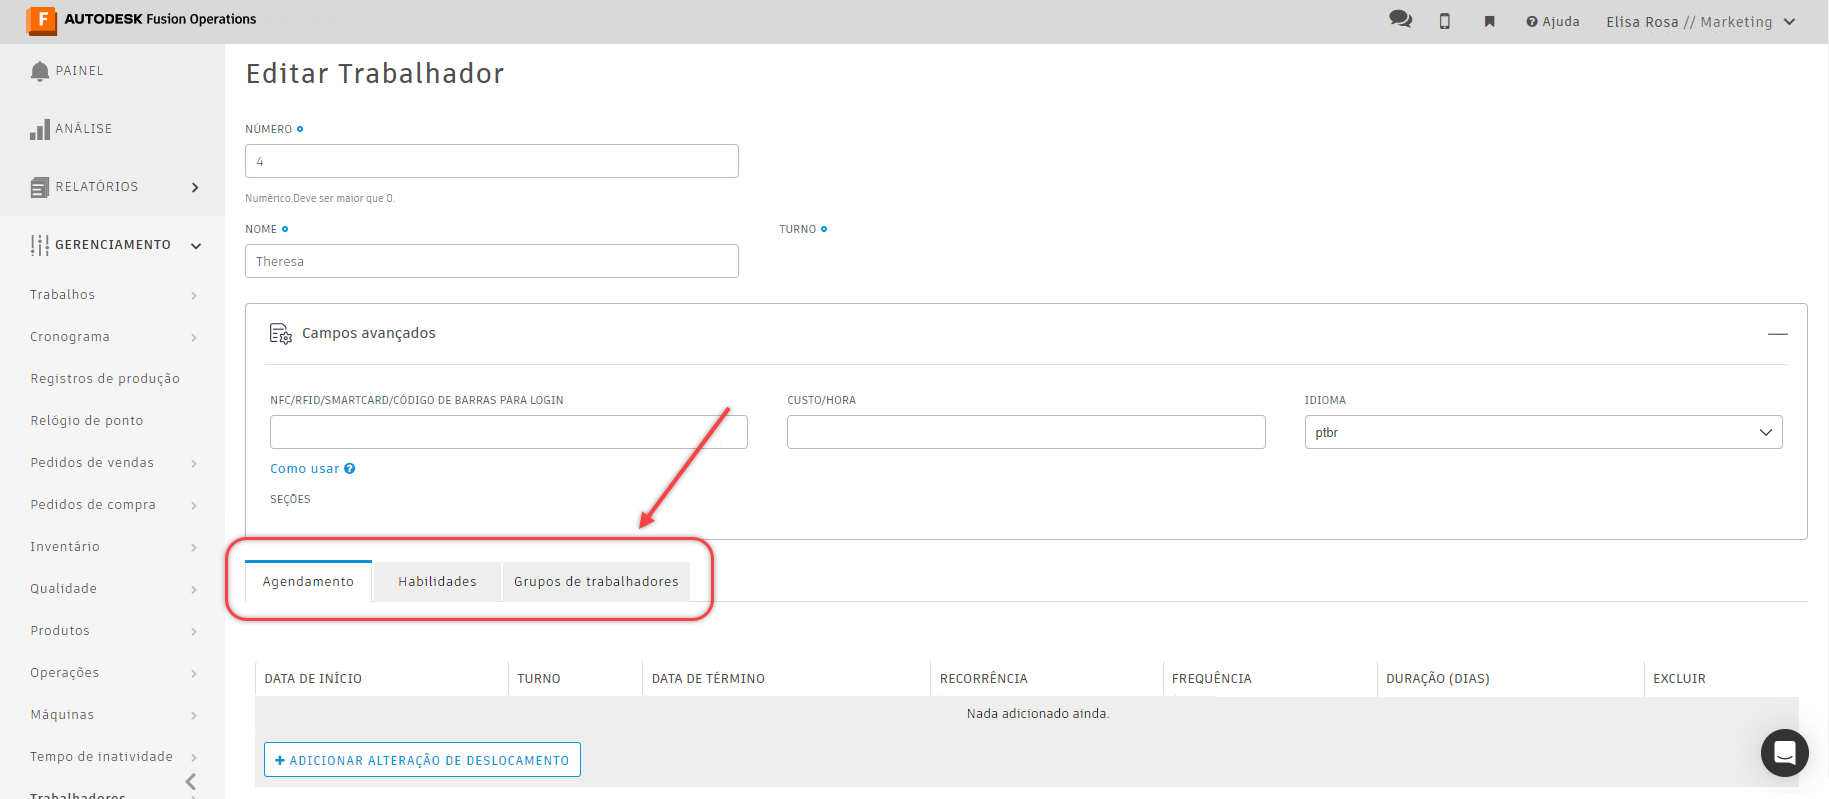 AUTODESK Fusion Operations
Ajuda
Elisa Rosa // Marketing
PAINEL
ANÁLISE
RELATÓRIOS
GERENCIAMENTO
Trabalhos
Cronograma
Registros de produção
Relógio de ponto
Pedidos de vendas
Pedidos de compra
Inventário
Qualidade
Produtos
Operações
Máquinas
Tempo de inatividade
Trabalhadores
Editar Trabalhador
NÚMERO
4
Numérico.Deve ser maior que 0.
NOME
TURNO
Theresa
Campos avançados
NFC/RFID/SMARTCARD/CÓDIGO DE BARRAS PARA LOGIN
CUSTO/HORA
IDIOMA
ptbr
Como usar
SEÇÕES
Agendamento
Habilidades
Grupos de trabalhadores
DATA DE INÍCIO
TURNO
DATA DE TÉRMINO
RECORRÊNCIA
FREQUÊNCIA
DURAÇÃO (DIAS)
EXCLUIR
Nada adicionado ainda.
+ ADICIONAR ALTERAÇÃO DE DESLOCAMENTO